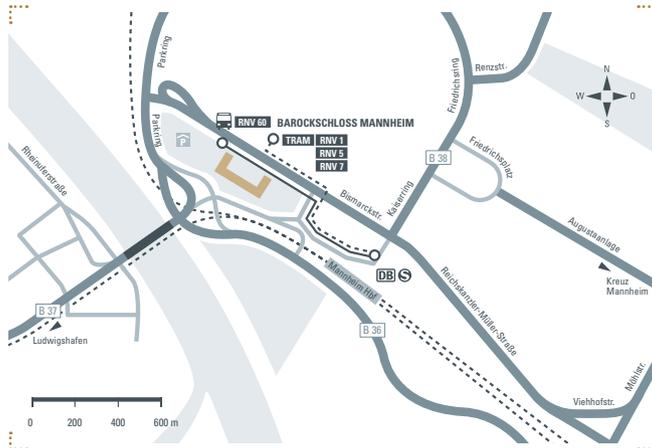 Parkring
Renzstr.
Friedrichsring
N
W O
S
RNV 60 BAROCKSCHLOSS MANNHEIM
P
TRAM RNV 1
RNV 5
RNV 7
Parkring
B 38
Friedrichsplatz
Rheinuferstraße
Bismarckstr.
Kaiserring
Augustaanlage
DB S
Mannheim Hbf
Kreuz
Mannheim
Reichskanzler-Müller-Straße
B 37
Ludwigshafen
B 36
Möhlstr.
Viehhofstr.
0 200 400 600 m